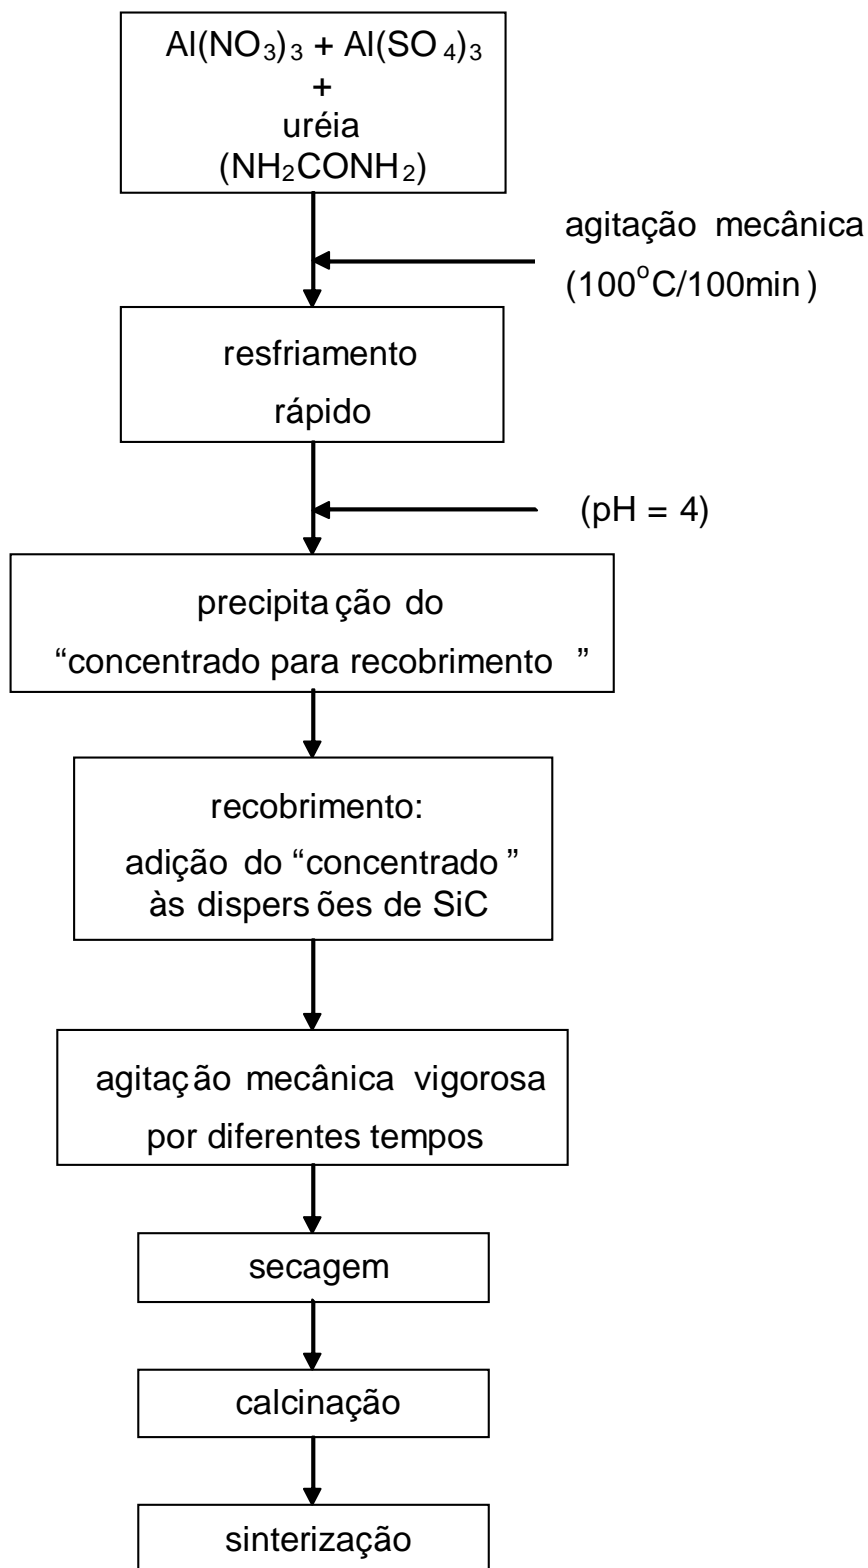 Al(NO₃)₃ + Al(SO₄)₃
+
uréia
(NH₂CONH₂)
agitação mecânica
(100°C/100min)
resfriamento
rápido
(pH = 4)
precipitação do
“concentrado para recobrimento ”
recobrimento:
adição do “concentrado ”
às dispersões de SiC
agitação mecânica vigorosa
por diferentes tempos
secagem
calcinação
sinterização